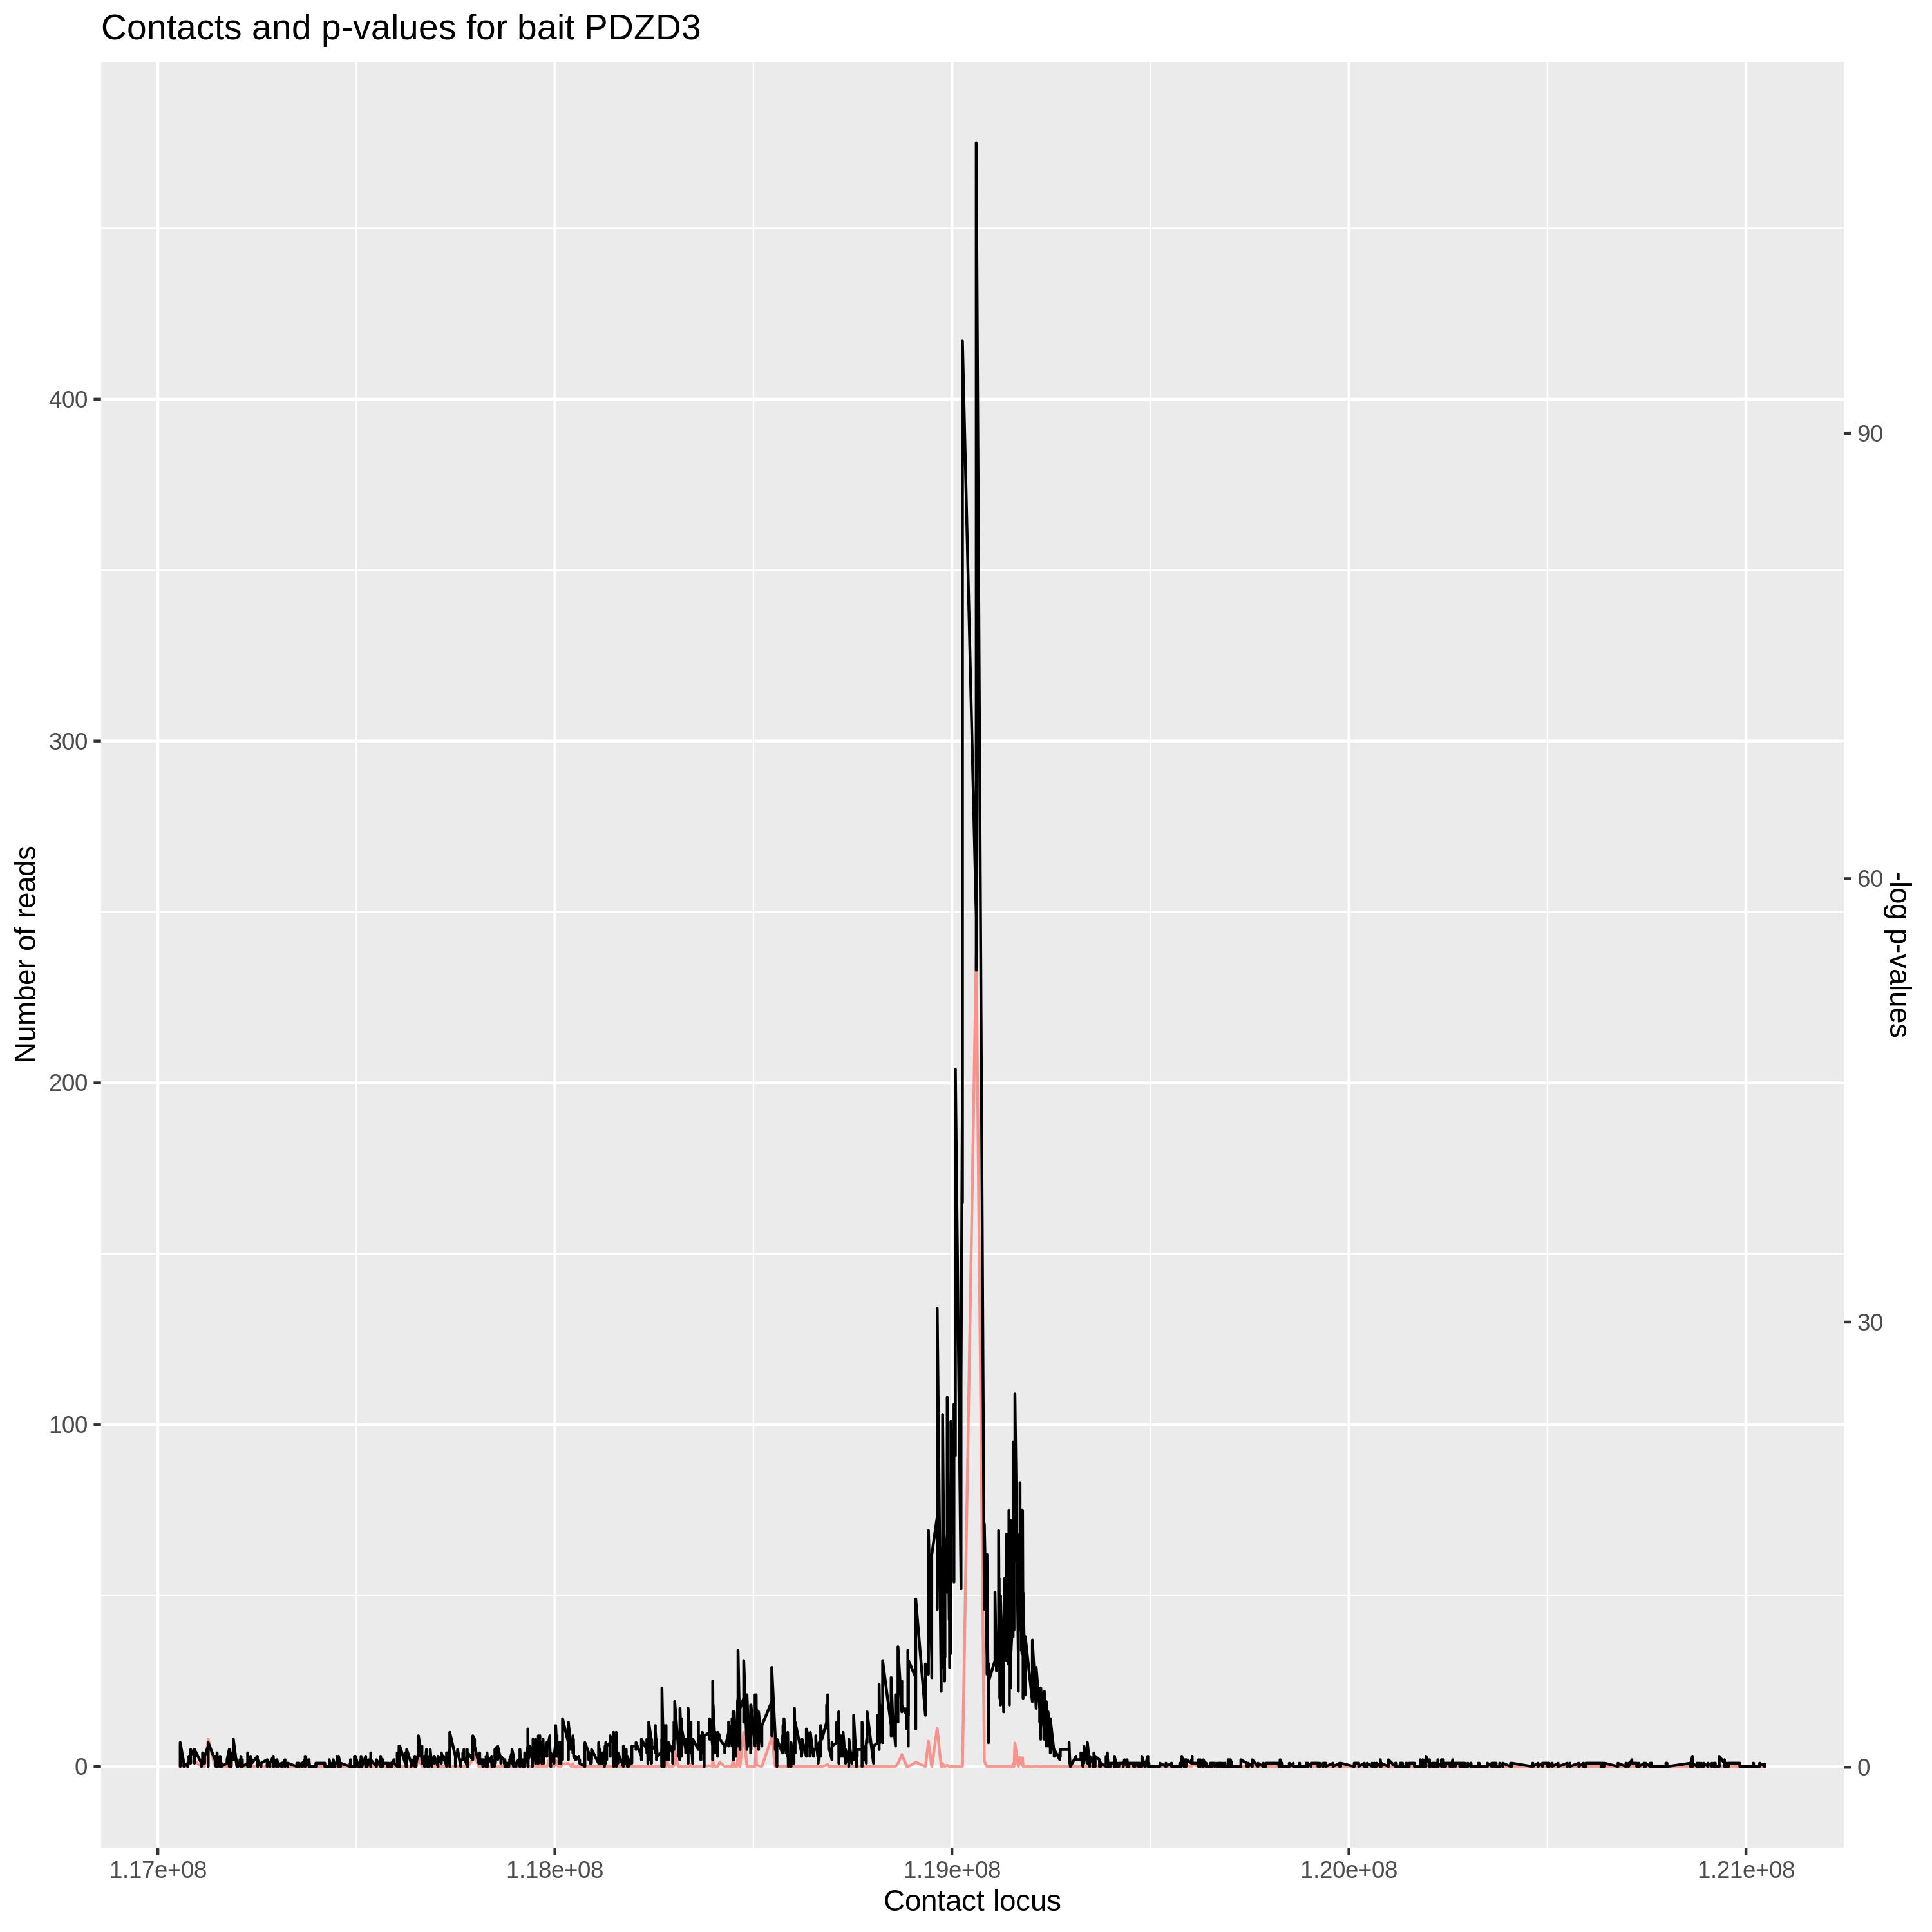 Contacts and p-values for bait PDZD3
400
300
200
100
0
Number of reads
90
60
30
0
-log p-values
1.17e+08
1.18e+08
1.19e+08
1.20e+08
1.21e+08
Contact locus